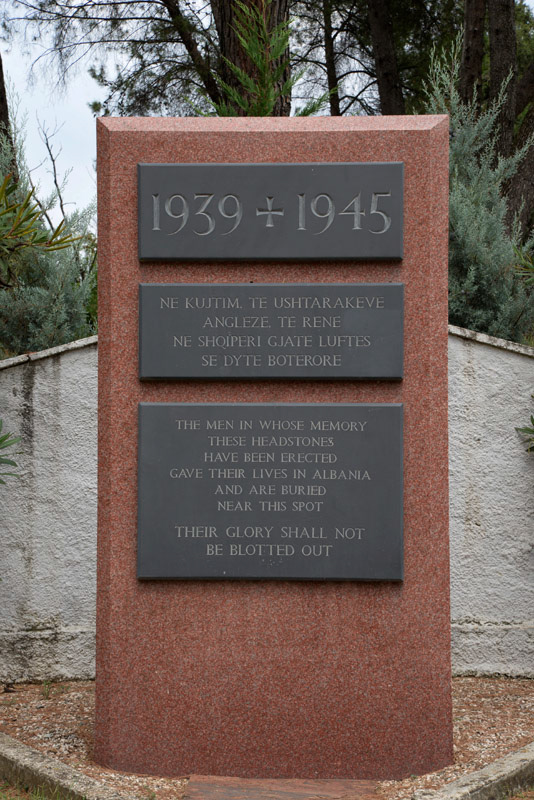 1939 ✠ 1945
NE KUJTIM, TE USHTARAKEVE
ANGLEZE, TE RENE
NE SHQIPERI GJATE LUFTES
SE DYTE BOTERORE
THE MEN IN WHOSE MEMORY
THESE HEADSTONES
HAVE BEEN ERECTED
GAVE THEIR LIVES IN ALBANIA
AND ARE BURIED
NEAR THIS SPOT
THEIR GLORY SHALL NOT
BE BLOTTED OUT